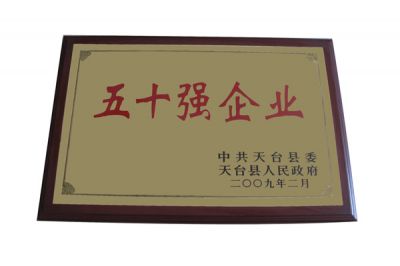 五十强企业
中共天台县委
天台县人民政府
二〇〇九年二月